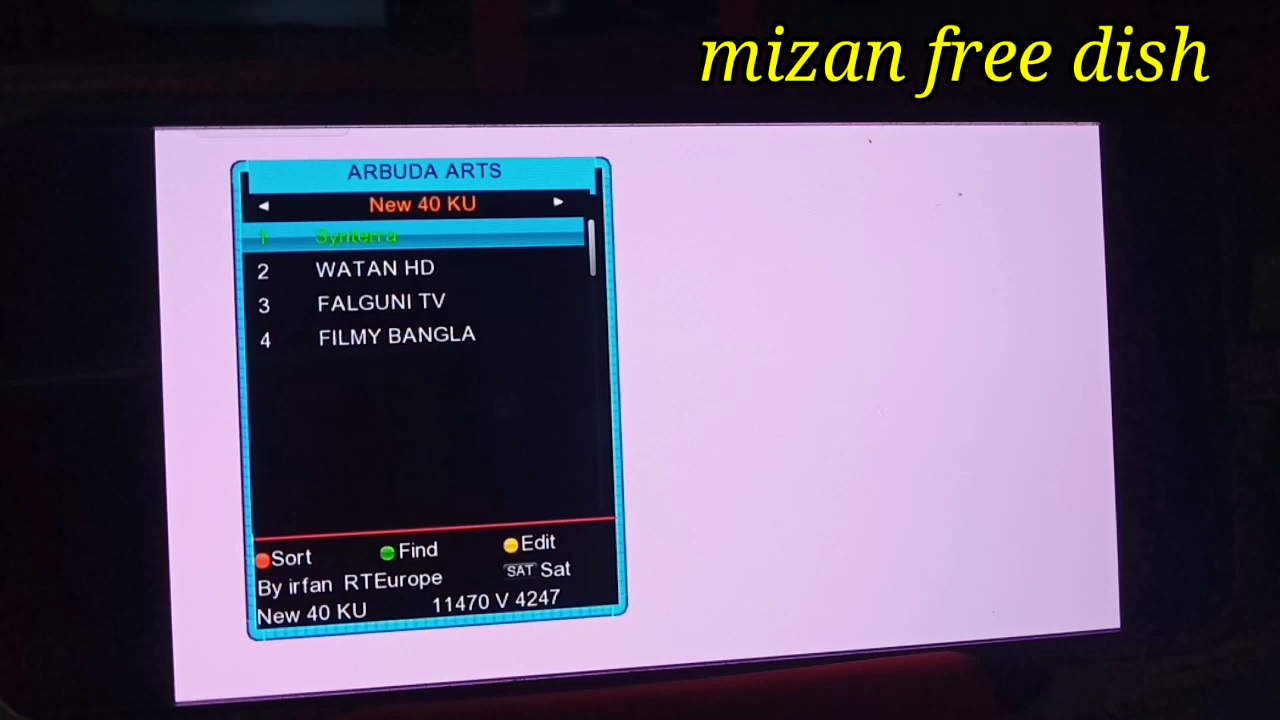 mizan free dish
ARBUDA ARTS
New 40 KU
1 Synterra
2 WATAN HD
3 FALGUNI TV
4 FILMY BANGLA
Sort Find Edit
By irfan RTEurope SAT Sat
New 40 KU 11470 V 4247